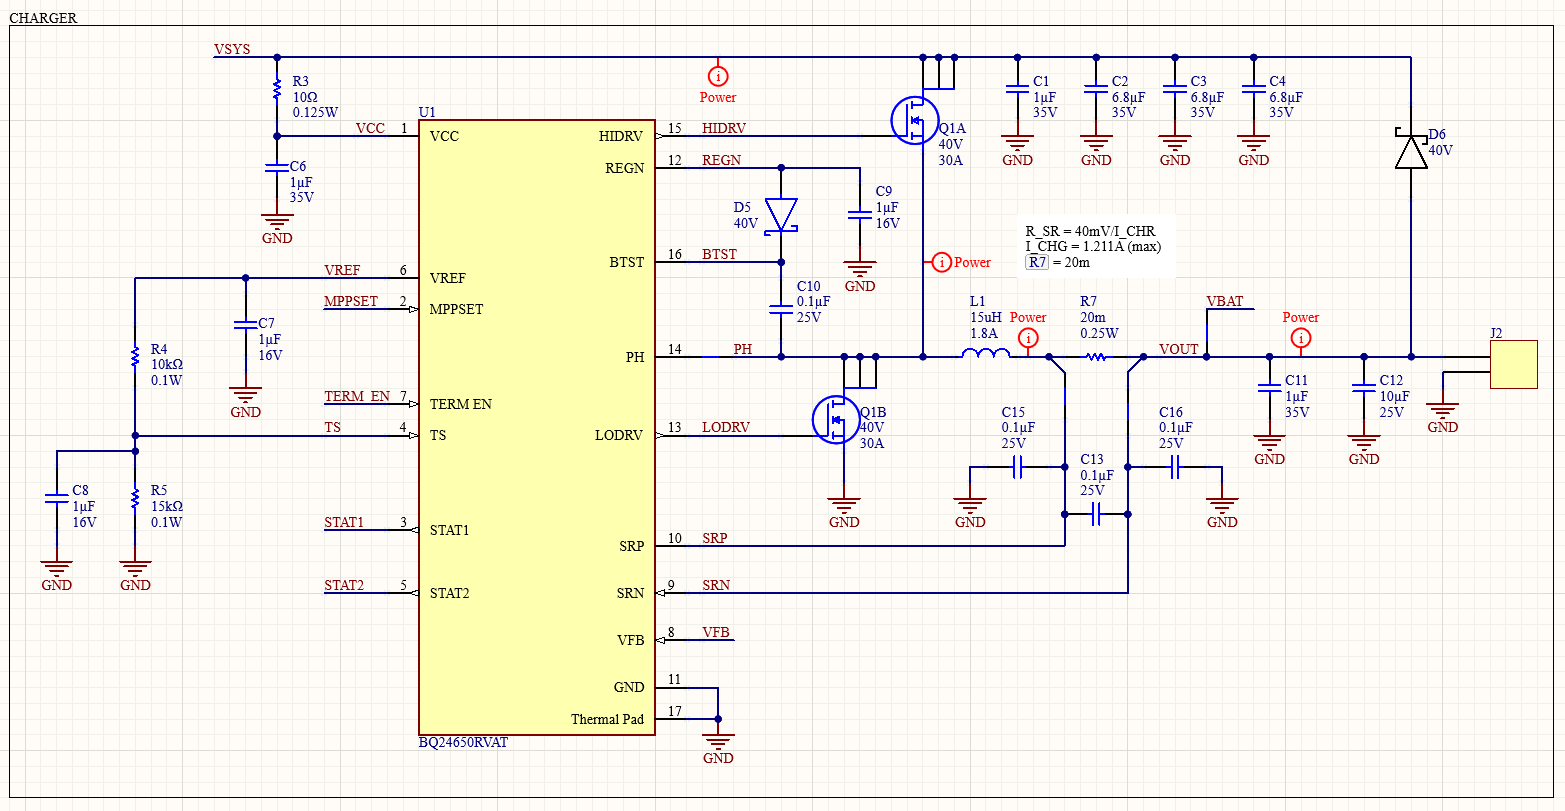 CHARGER
VSYS
R3
10Ω
0.125W
i
Power
C1
1µF
35V
C2
6.8µF
35V
C3
6.8µF
35V
C4
6.8µF
35V
GND
GND
GND
GND
D6
40V
U1
VCC
1
VCC
HIDRV
15
HIDRV
Q1A
40V
30A
REGN
12
REGN
C6
1µF
35V
GND
D5
40V
C9
1µF
16V
GND
BTST
16
BTST
i
Power
R_SR = 40mV/I_CHR
I_CHG = 1.211A (max)
R7 = 20m
VREF
6
VREF
MPPSET
2
MPPSET
C7
1µF
16V
GND
C10
0.1µF
25V
L1
15uH
1.8A
Power
i
R7
20m
0.25W
VBAT
Power
i
J2
R4
10kΩ
0.1W
PH
14
PH
VOUT
TERM_EN
7
TERM EN
TS
4
TS
LODRV
13
LODRV
Q1B
40V
30A
GND
C11
1µF
35V
GND
C12
10µF
25V
GND
GND
C15
0.1µF
25V
GND
C16
0.1µF
25V
GND
C13
0.1µF
25V
C8
1µF
16V
GND
R5
15kΩ
0.1W
GND
STAT1
3
STAT1
SRP
10
SRP
STAT2
5
STAT2
SRN
9
SRN
VFB
8
VFB
GND
11
Thermal Pad
17
GND
BQ24650RVAT